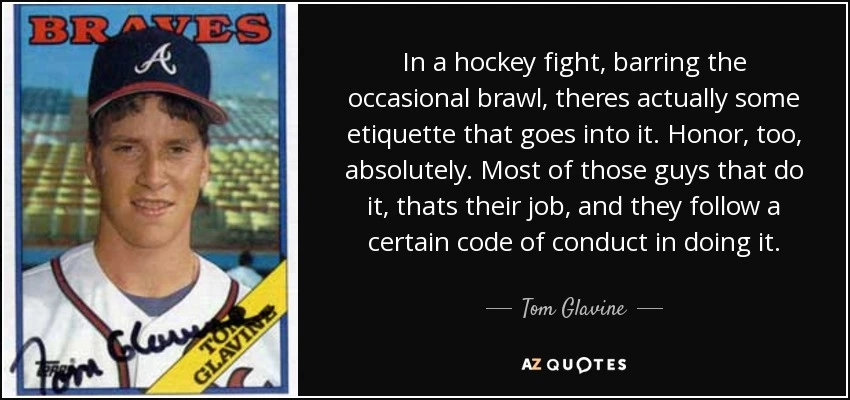 BRAVES
A
TOM
GLAVINE
Topps
Tom Glavine
In a hockey fight, barring the
occasional brawl, theres actually some
etiquette that goes into it. Honor, too,
absolutely. Most of those guys that do
it, thats their job, and they follow a
certain code of conduct in doing it.
Tom Glavine
AZ QUOTES